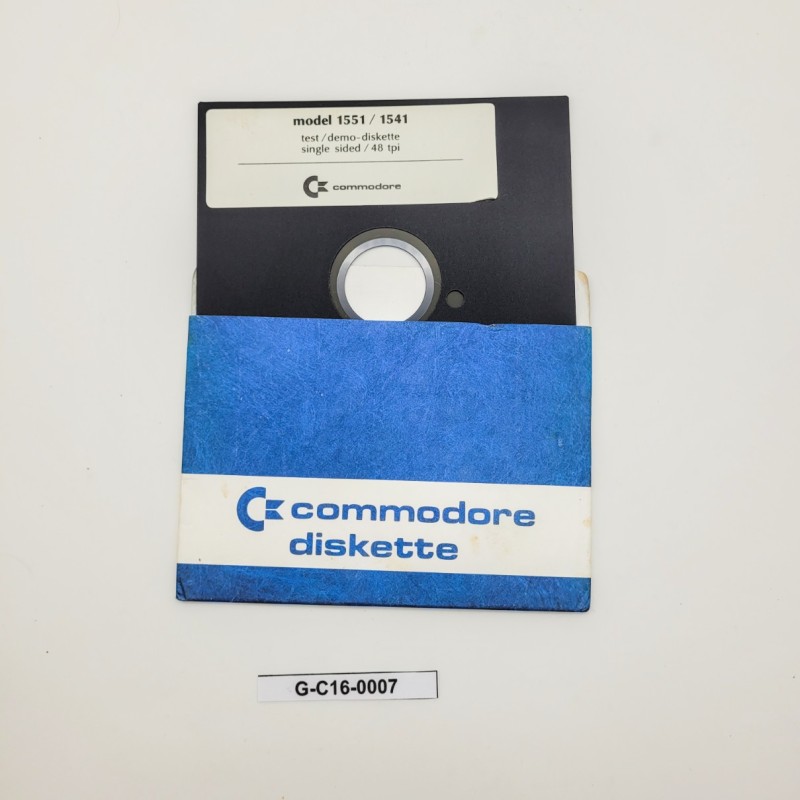 model 1551 / 1541
test / demo-diskette
single sided / 48 tpi
commodore
commodore
diskette
G-C16-0007